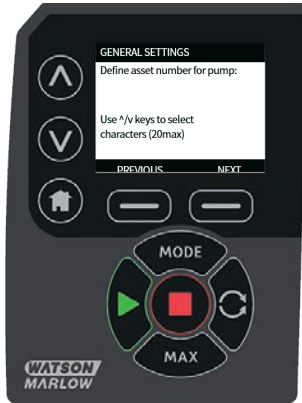 GENERAL SETTINGS
Define asset number for pump:
Use ^/v keys to select
characters (20max)
PREVIOUS NEXT
MODE
MAX
WATSON
MARLOW